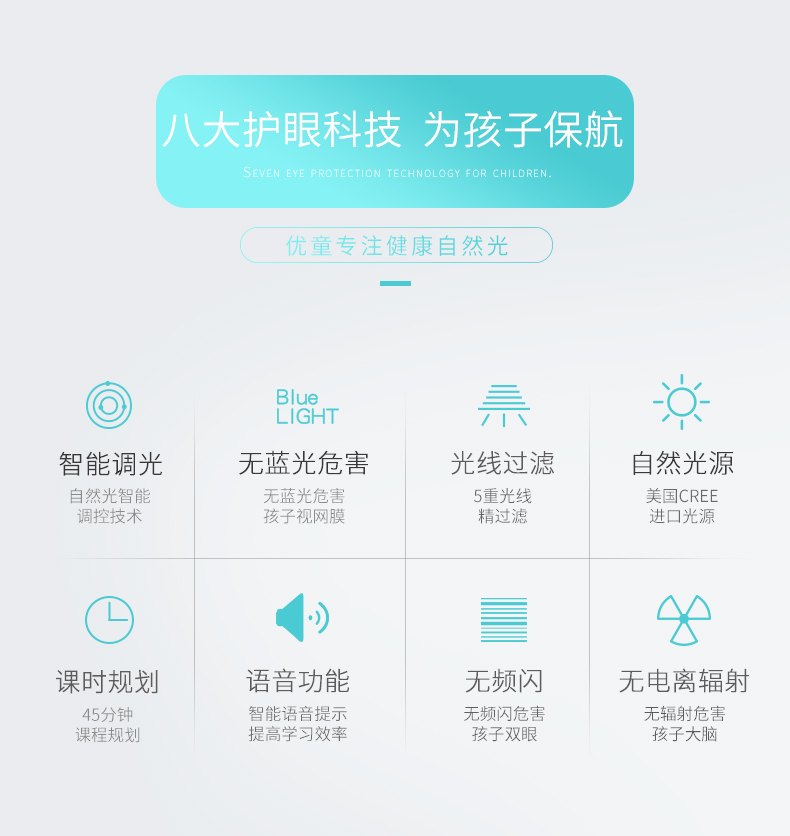 八大护眼科技 为孩子保航
Seven eye protection technology for children.
优童专注健康自然光
Blue
LIGHT
智能调光
自然光智能
调控技术
无蓝光危害
无蓝光危害
孩子视网膜
光线过滤
5重光线
精过滤
自然光源
美国CREE
进口光源
课时规划
45分钟
课程规划
语音功能
智能语音提示
提高学习效率
无频闪
无频闪危害
孩子双眼
无电离辐射
无辐射危害
孩子大脑